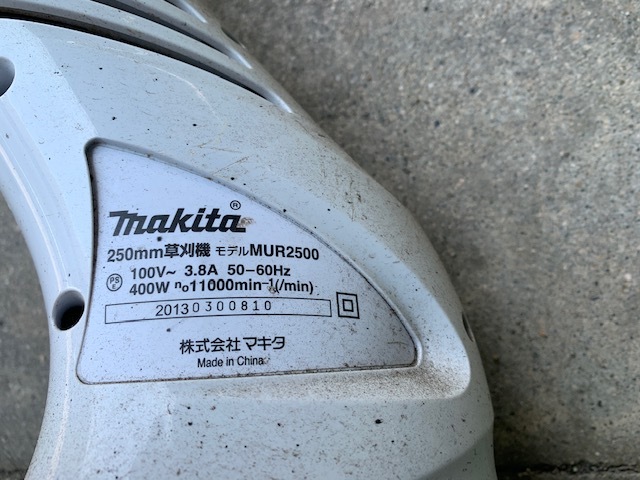 makita®
250mm草刈機 モデルMUR2500
PSE 100V～ 3.8A 50-60Hz
400W n₀11000min⁻¹(/min)
20130300810
株式会社マキタ
Made in China